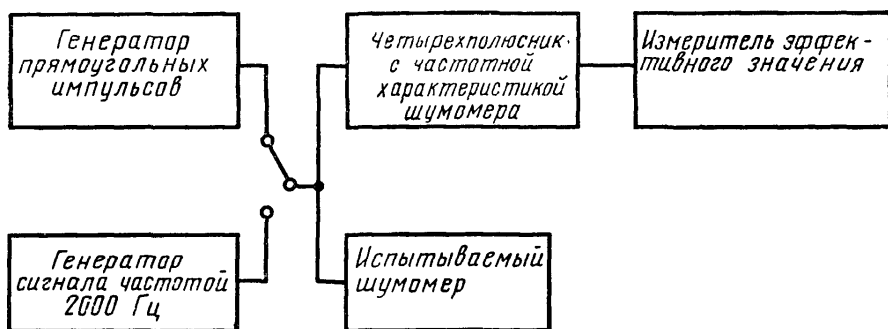 Генератор
прямоугольных
импульсов
Четырехполюсник
с частотной
характеристикой
шумомера
Измеритель эффек-
тивного значения
Генератор
сигнала частотой
2000 Гц
Испытываемый
шумомер